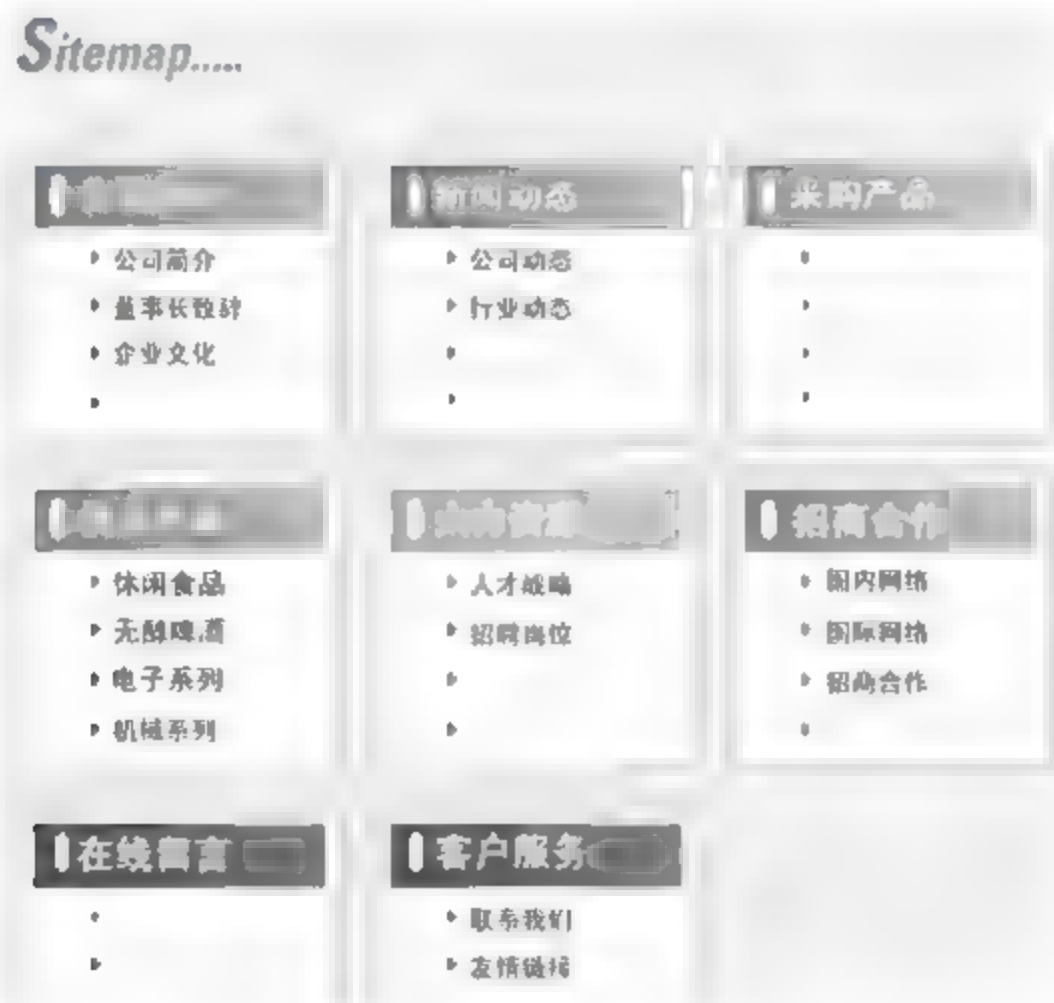 Sitemap.....
公司简介
董事长致辞
企业文化
新闻动态
公司动态
行业动态
采购产品
休闲食品
无醇啤酒
电子系列
机械系列
人才战略
招聘岗位
招商合作
国内网络
国际网络
招商合作
在线留言
客户服务
联系我们
友情链接